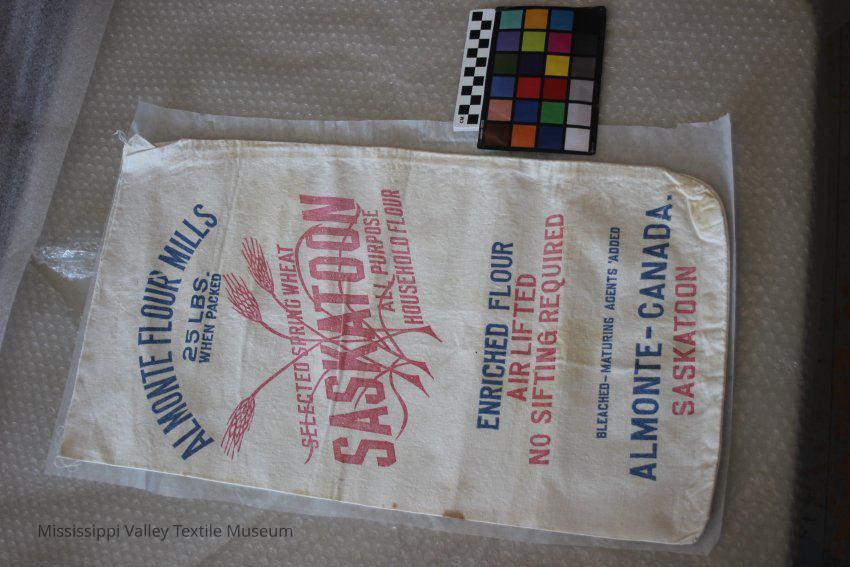 ALMONTE FLOUR MILLS
25 LBS.
WHEN PACKED
SELECTED SPRING WHEAT
SASKATOON
ALL PURPOSE
HOUSEHOLD FLOUR
ENRICHED FLOUR
AIR LIFTED
NO SIFTING REQUIRED
BLEACHED-MATURING AGENTS ADDED
ALMONTE-CANADA.
SASKATOON
CM
Mississippi Valley Textile Museum